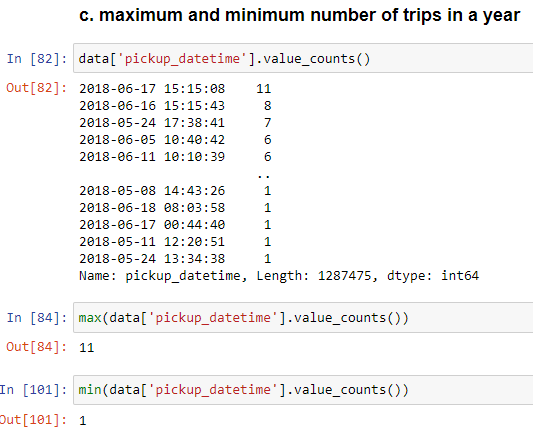 c. maximum and minimum number of trips in a year
In [82]: data['pickup_datetime'].value_counts()
Out[82]: 2018-06-17 15:15:08    11
2018-06-16 15:15:43     8
2018-05-24 17:38:41     7
2018-06-05 10:40:42     6
2018-06-11 10:10:39     6
..
2018-05-08 14:43:26     1
2018-06-18 08:03:58     1
2018-06-17 00:44:40     1
2018-05-11 12:20:51     1
2018-05-24 13:34:38     1
Name: pickup_datetime, Length: 1287475, dtype: int64
In [84]: max(data['pickup_datetime'].value_counts())
Out[84]: 11
In [101]: min(data['pickup_datetime'].value_counts())
Out[101]: 1